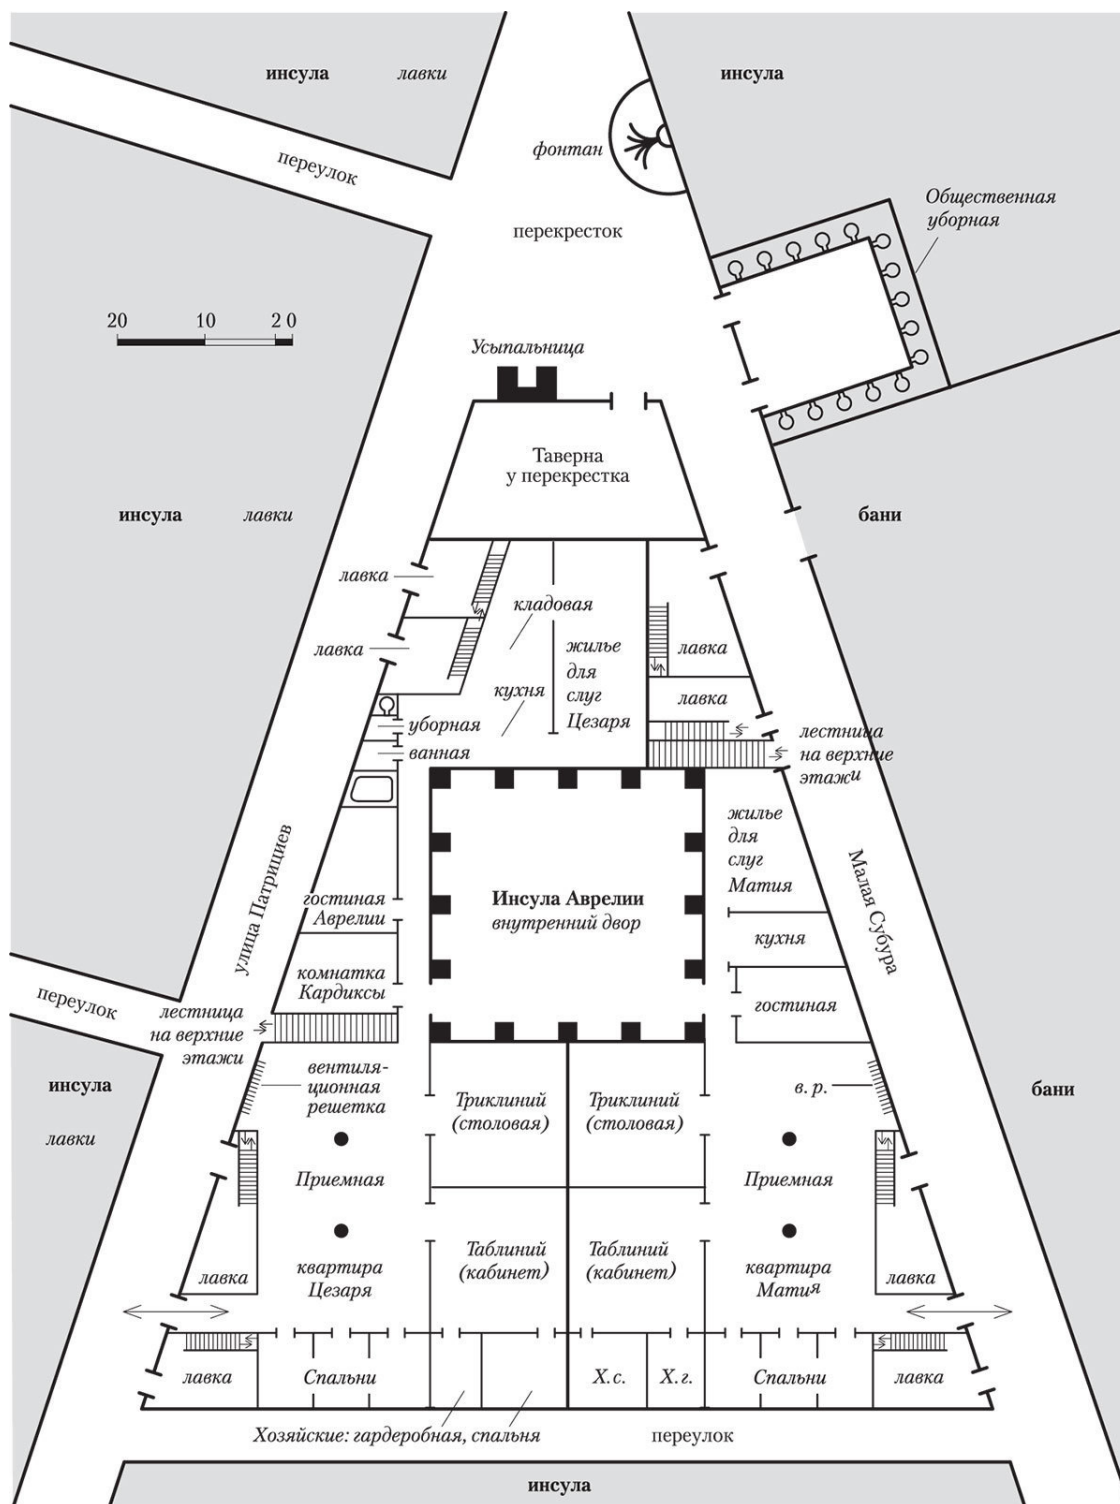 инсула лавки
инсула
переулок
фонтан
Общественная
уборная
перекресток
20 10 2 0
Усыпальница
Таверна
у перекрестка
инсула лавки
бани
лавка
кладовая
лавка
жилье
для
слуг
Цезаря
лавка
лавка
кухня
уборная
ванная
лестница
на верхние
этажи
жилье
для
слуг
Матия
улица Патрициев
Малая Субура
гостиная
Аврелии
Инсула Аврелии
внутренний двор
кухня
комнатка
Кардиксы
гостиная
переулок
лестница
на верхние
этажи
инсула
лавки
вентиля-
ционная
решетка
Триклиний
(столовая)
Триклиний
(столовая)
в. р.
бани
Приемная
Приемная
лавка
квартира
Цезаря
Таблиний
(кабинет)
Таблиний
(кабинет)
квартира
Матия
лавка
лавка
Спальни
Х. с.
Х. г.
Спальни
лавка
Хозяйские: гардеробная, спальня
переулок
инсула